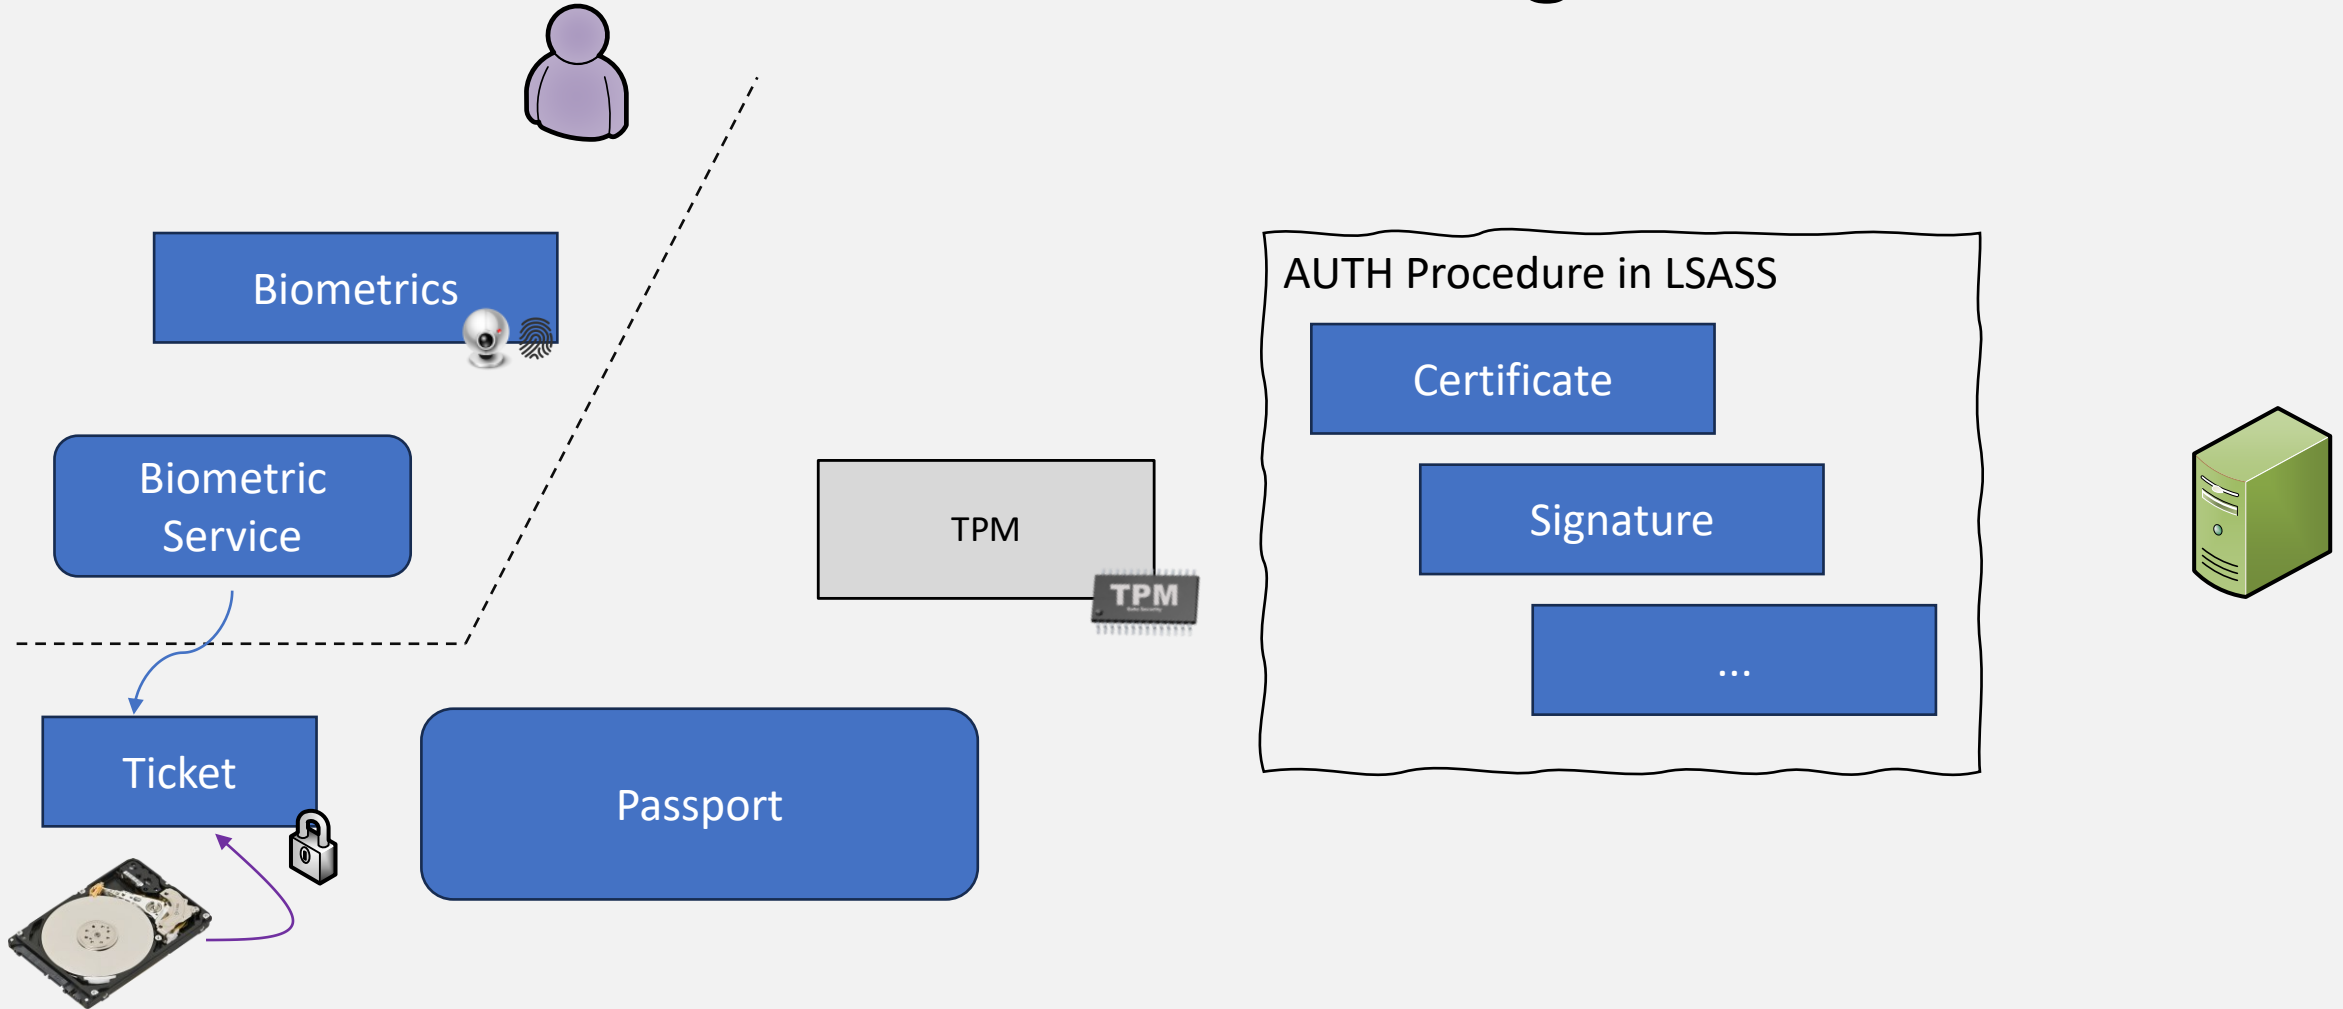 Biometrics
AUTH Procedure in LSASS
Certificate
Biometric
Service
TPM
Signature
TPM
...
Ticket
Passport